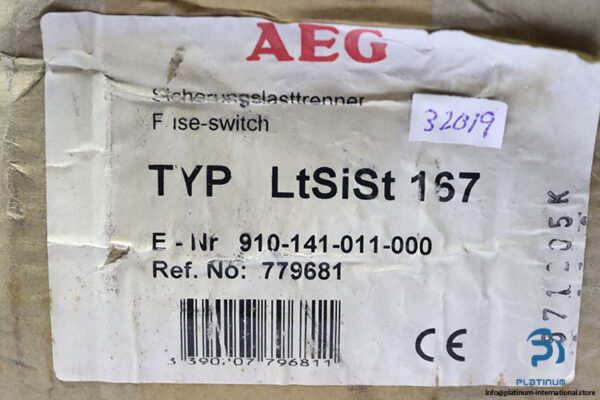 AEG
Sicherungslasttrenner
Fuse-switch
32019
TYP LtSiSt 167
E - Nr 910-141-011-000
Ref. No: 779681
CE
PLATINUM
info@platinum-international.store